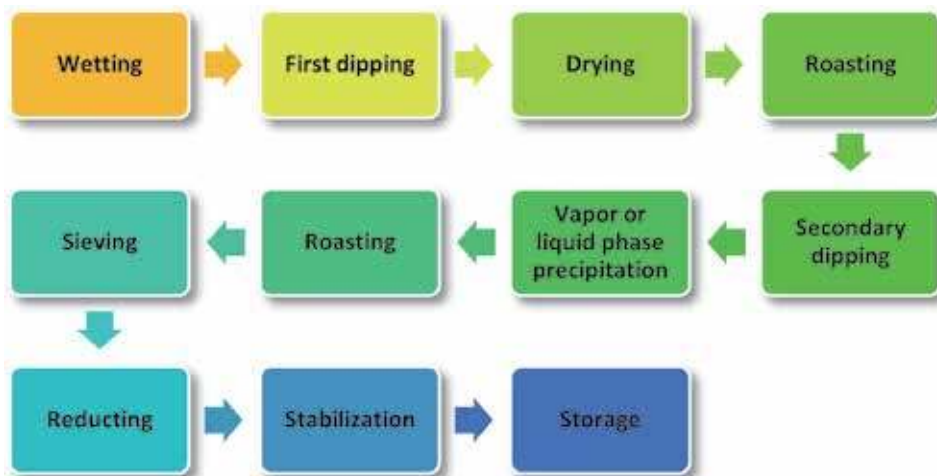 Wetting
First dipping
Drying
Roasting
Secondary
dipping
Vapor or
liquid phase
precipitation
Roasting
Sieving
Reducting
Stabilization
Storage